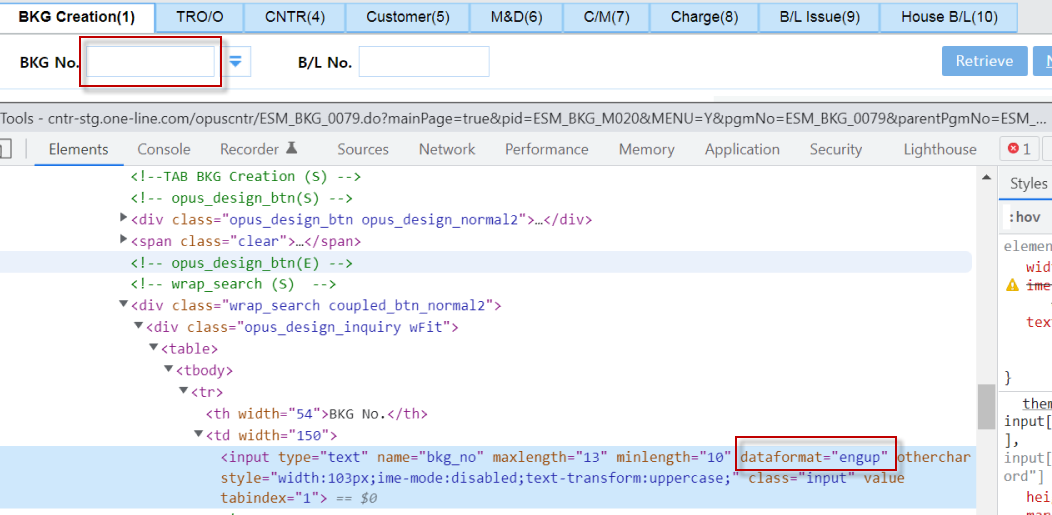 BKG Creation(1) TRO/O CNTR(4) Customer(5) M&D(6) C/M(7) Charge(8) B/L Issue(9) House B/L(10)
BKG No. B/L No. Retrieve
Tools - cntr-stg.one-line.com/opuscntr/ESM_BKG_0079.do?mainPage=true&pid=ESM_BKG_M020&MENU=Y&pgmNo=ESM_BKG_0079&parentPgmNo=ESM_...
Elements Console Recorder Sources Network Performance Memory Application Security Lighthouse 1
<!--TAB BKG Creation (S) --> Styles
<!-- opus_design_btn(S) -->
<div class="opus_design_btn opus_design_normal2">…</div> :hov
<span class="clear">…</span>
<!-- opus_design_btn(E) -->
<!-- wrap_search (S) -->
<div class="wrap_search coupled_btn_normal2">
<div class="opus_design_inquiry wFit">
<table>
<tbody> }
<tr>
<th width="54">BKG No.</th> input[
<td width="150"> ],
<input type="text" name="bkg_no" maxlength="13" minlength="10" dataformat="engup" otherchar input[
style="width:103px;ime-mode:disabled;text-transform:uppercase;" class="input" value ord"]
tabindex="1"> == $0